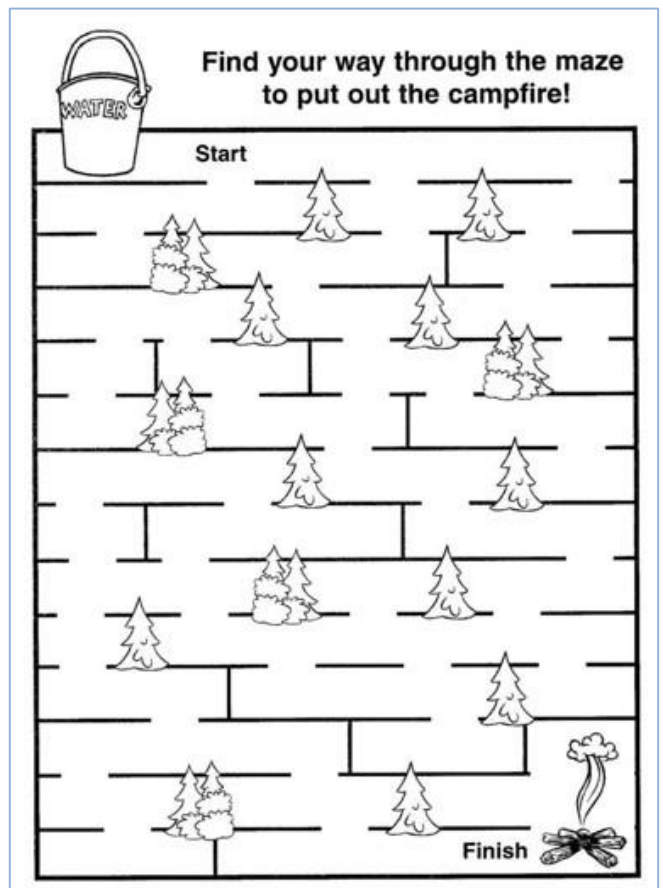 Find your way through the maze
to put out the campfire!
WATER
Start
Finish